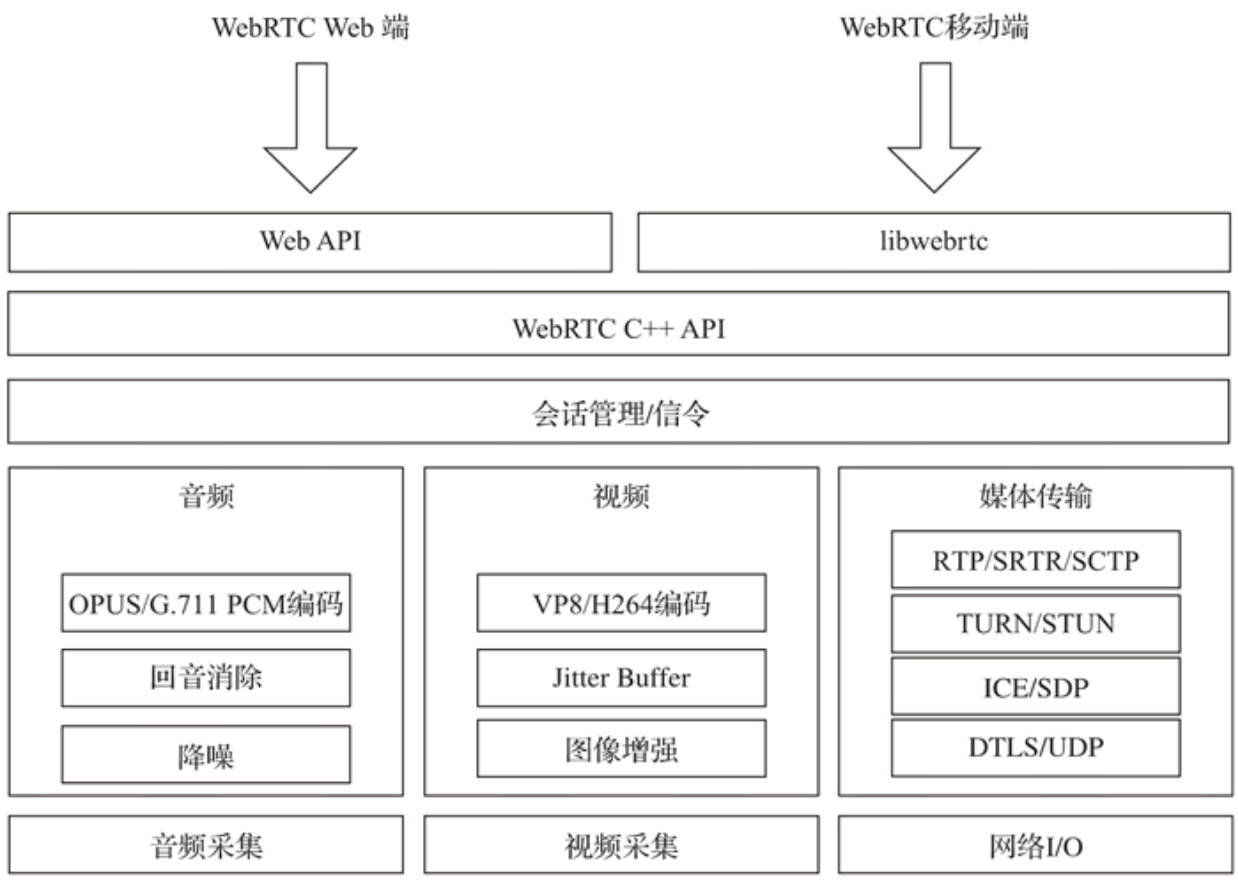 WebRTC Web 端
WebRTC移动端
Web API
libwebrtc
WebRTC C++ API
会话管理/信令
音频
OPUS/G.711 PCM编码
回音消除
降噪
视频
VP8/H264编码
Jitter Buffer
图像增强
媒体传输
RTP/SRTR/SCTP
TURN/STUN
ICE/SDP
DTLS/UDP
音频采集
视频采集
网络I/O